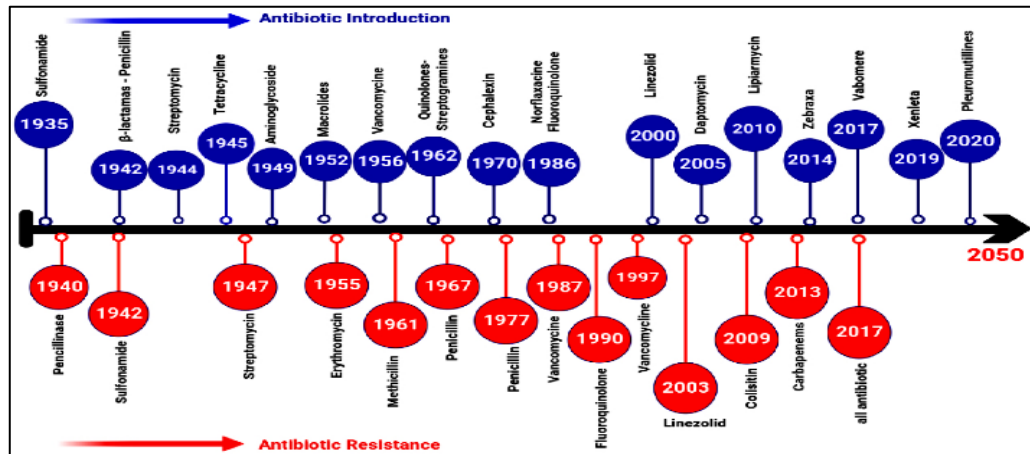 Antibiotic Introduction
Sulfonamide
β-lactamas - Penicillin
Streptomycin
Tetracycline
Aminoglycoside
Macrolides
Vancomycine
Quinolones-
Streptogramines
Cephalexin
Norflaxacine
Fluoroquinolone
Linezolid
Daptomycin
Lipiarmycin
Zebraxa
Vabomere
Xenleta
Pleuromutillines
1935
1942
1944
1945
1949
1952
1956
1962
1970
1986
2000
2005
2010
2014
2017
2019
2020
2050
1940
1942
1947
1955
1961
1967
1977
1987
1990
1997
2003
2009
2013
2017
Pencillinase
Sulfonamide
Streptomycin
Erythromycin
Methicillin
Penicillin
Penicilin
Vancomycine
Fluoroquinolone
Vancomycline
Linezolid
Colisitin
Carbapenems
all antibiotic
Antibiotic Resistance